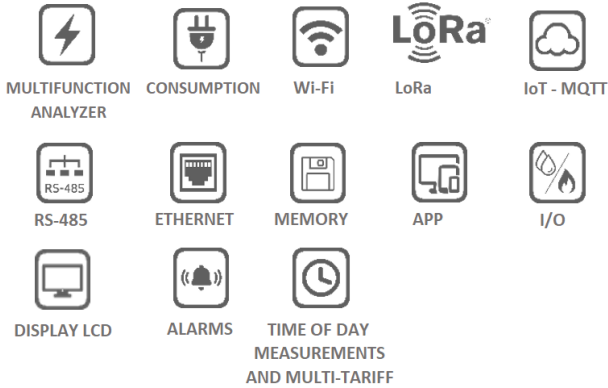 LoRa
MULTIFUNCTION ANALYZER
CONSUMPTION
Wi-Fi
LoRa
IoT - MQTT
RS-485
RS-485
ETHERNET
MEMORY
APP
I/O
DISPLAY LCD
ALARMS
TIME OF DAY
MEASUREMENTS
AND MULTI-TARIFF